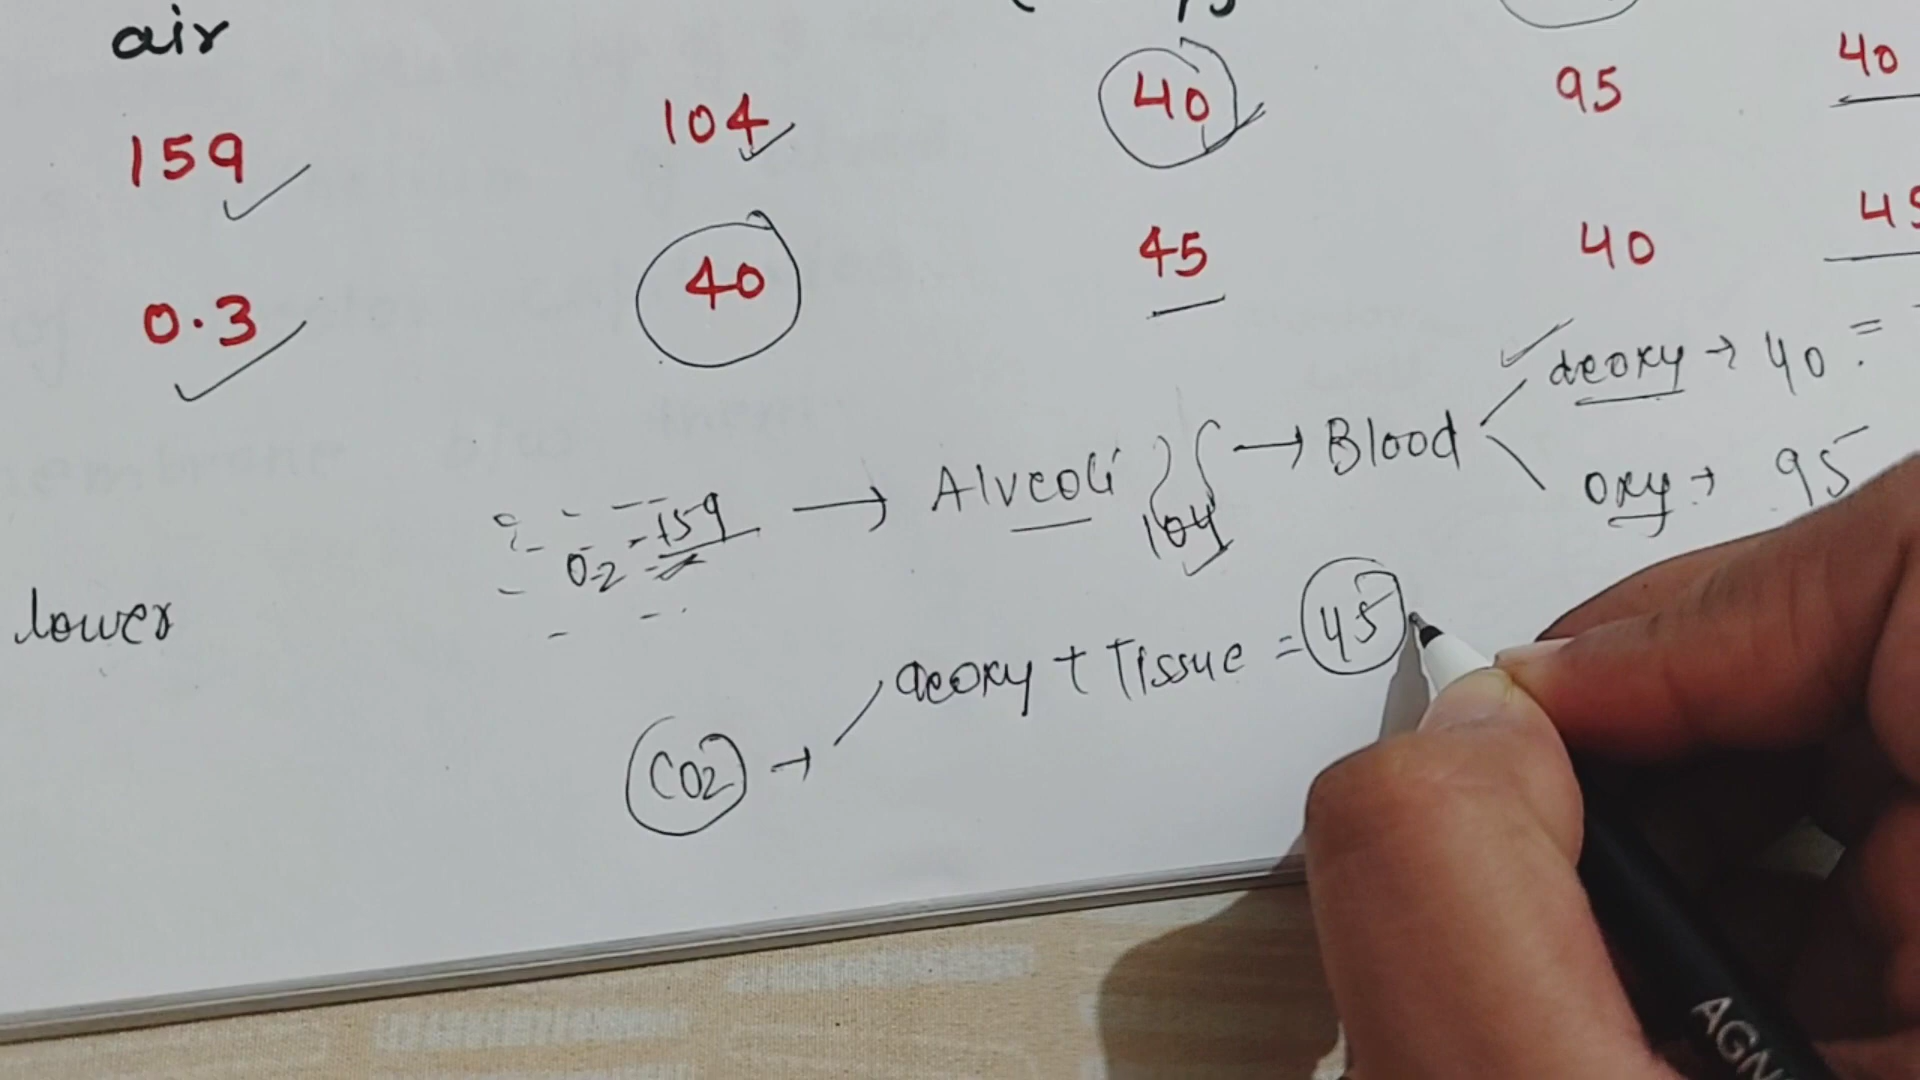 air
159 104 40 95 40
0.3 40 45 40 45
deoxy → 40 =
O2 - 159 → Alveoli 104 → Blood
oxy → 95
lower
deoxy + Tissue = 45
CO2 →
AGN